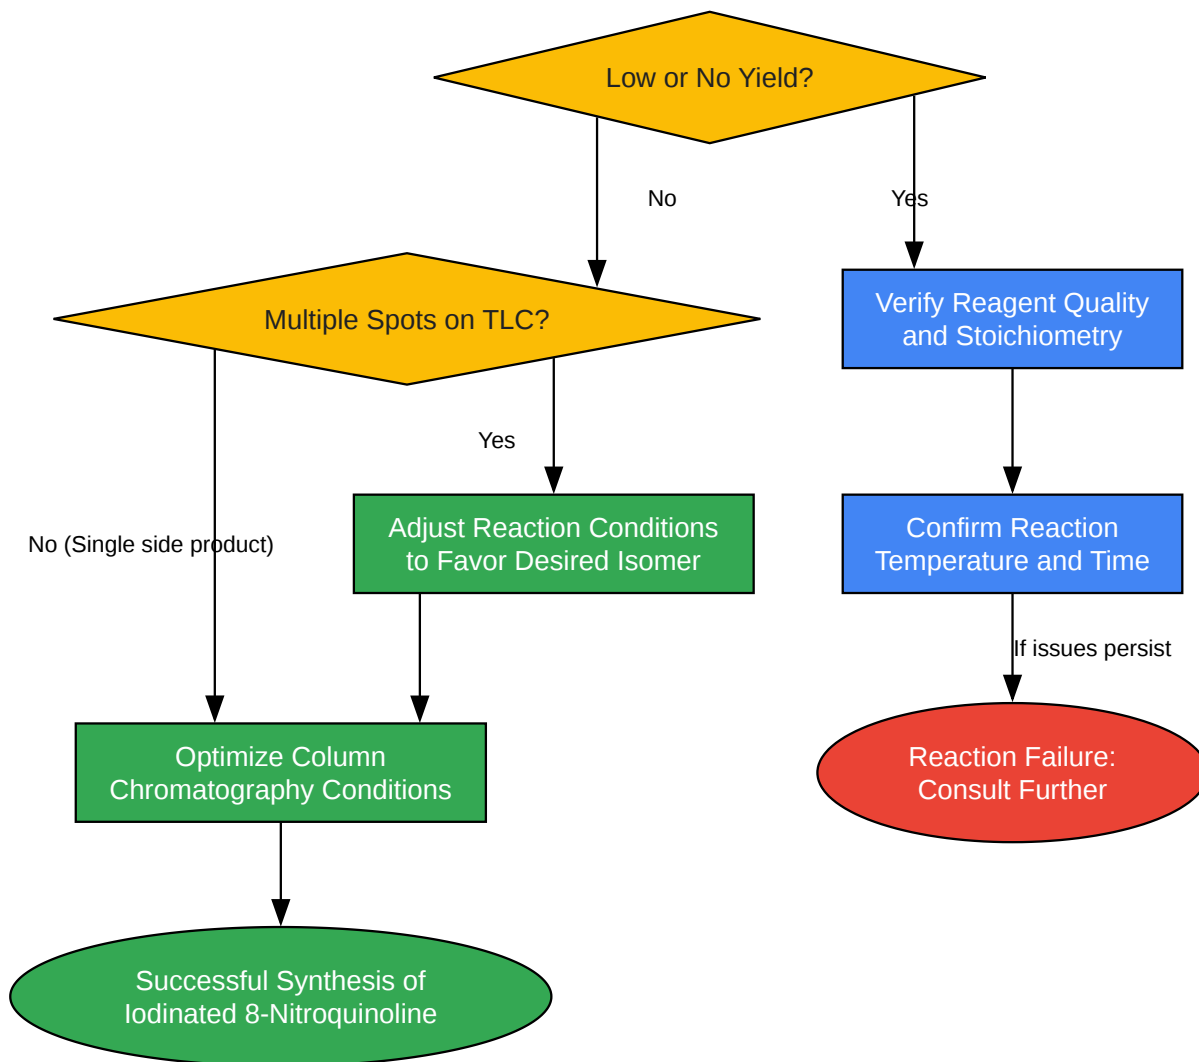 Low or No Yield?
No
Yes
Multiple Spots on TLC?
Verify Reagent Quality
and Stoichiometry
Yes
No (Single side product)
Adjust Reaction Conditions
to Favor Desired Isomer
Confirm Reaction
Temperature and Time
If issues persist
Optimize Column
Chromatography Conditions
Reaction Failure:
Consult Further
Successful Synthesis of
Iodinated 8-Nitroquinoline